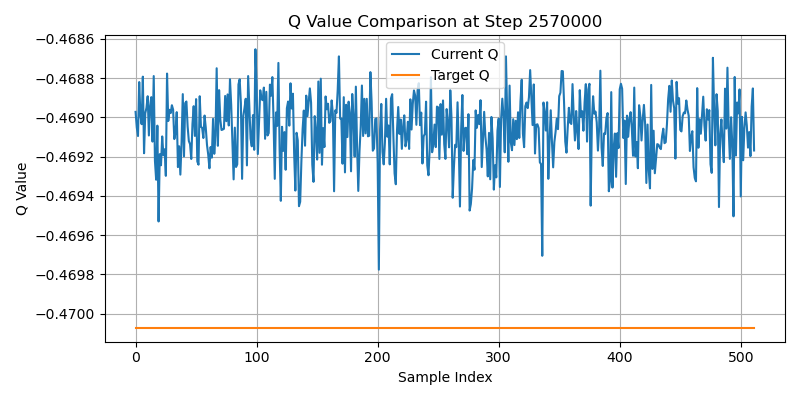 Q Value Comparison at Step 2570000
Current Q
Target Q
−0.4686
−0.4688
−0.4690
−0.4692
−0.4694
−0.4696
−0.4698
−0.4700
Q Value
0 100 200 300 400 500
Sample Index